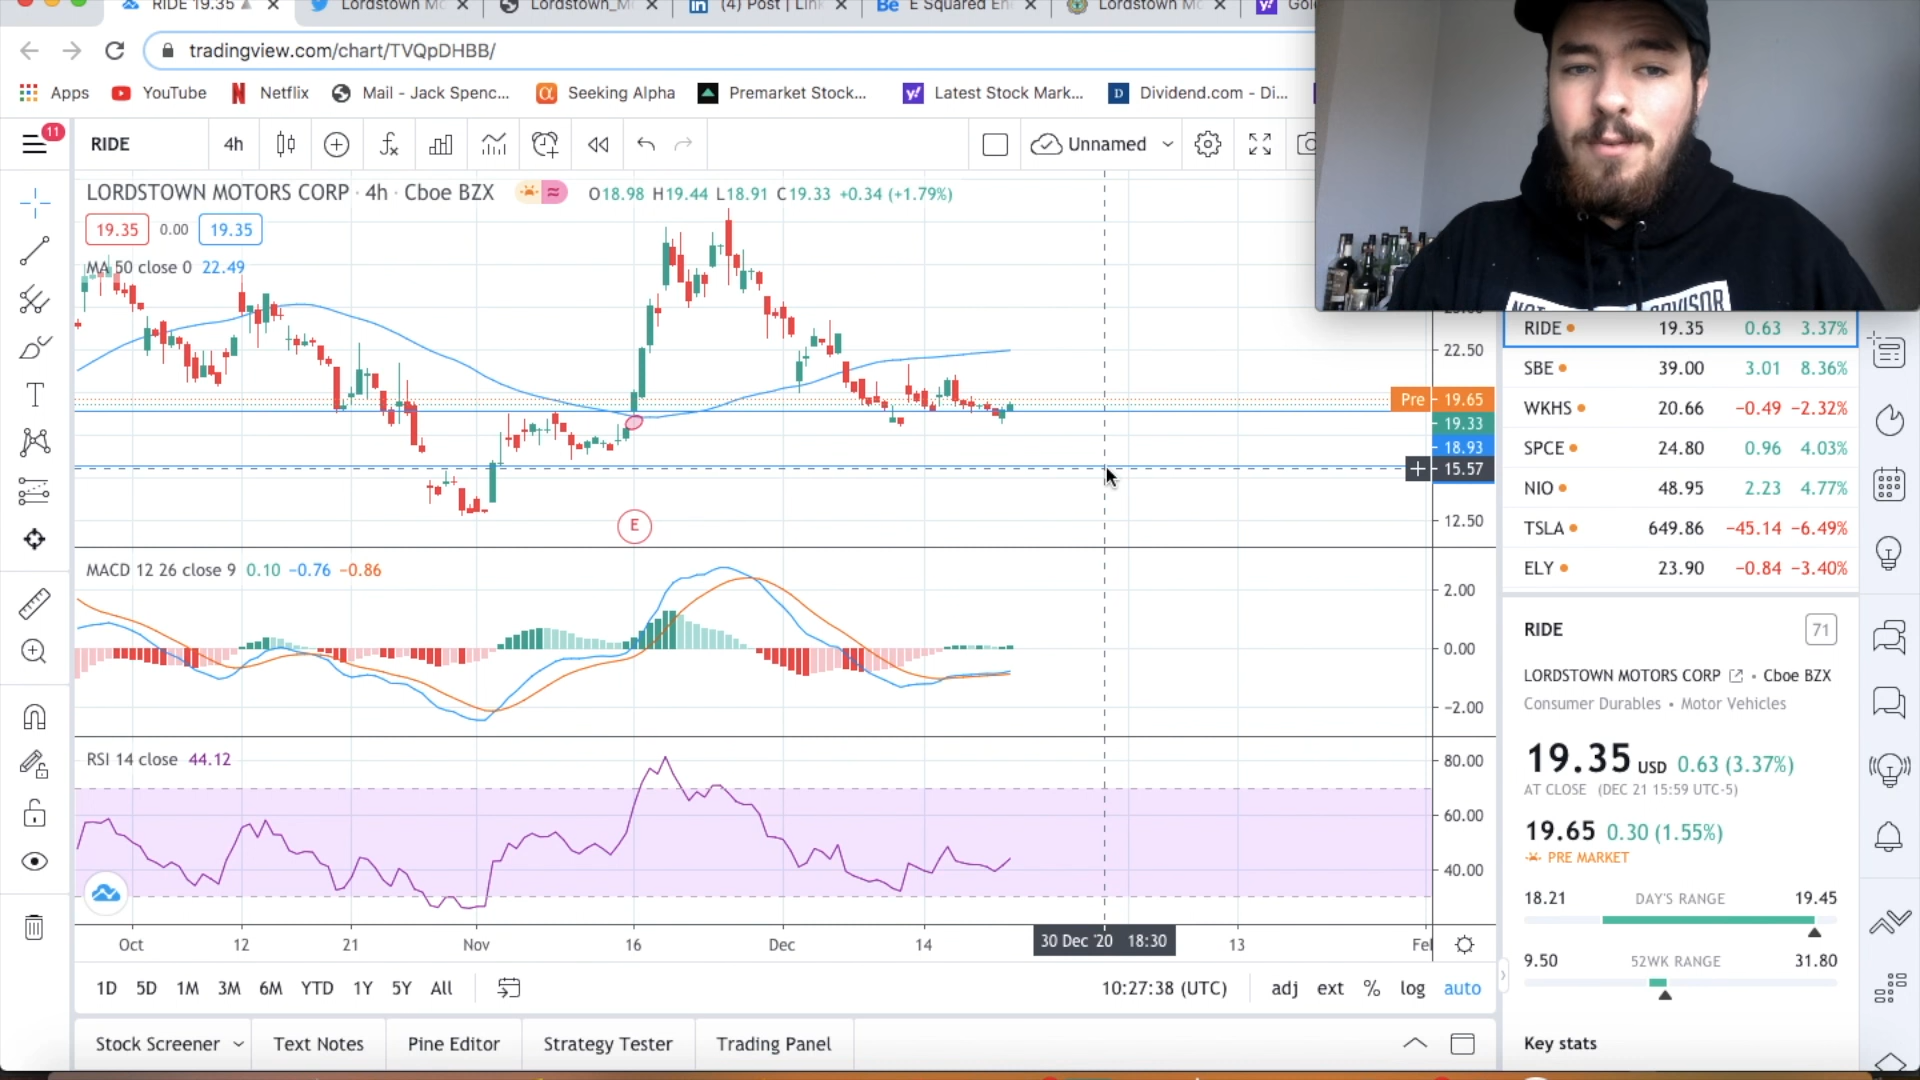 RIDE 19.35
Lordstown Mo
Lordstown_Mo
(4) Post | Link
E Squared En
Lordstown Mo
Gol
tradingview.com/chart/TVQpDHBB/
Apps YouTube Netflix Mail - Jack Spenc... Seeking Alpha Premarket Stock... Latest Stock Mark... Dividend.com - Di...
11
RIDE 4h Unnamed
LORDSTOWN MOTORS CORP · 4h · Cboe BZX O18.98 H19.44 L18.91 C19.33 +0.34 (+1.79%)
19.35 0.00 19.35
MA 50 close 0 22.49
22.50
Pre 19.65
19.33
18.93
15.57
12.50
E
MACD 12 26 close 9 0.10 −0.76 −0.86
2.00
0.00
−2.00
RSI 14 close 44.12
80.00
60.00
40.00
Oct 12 21 Nov 16 Dec 14 30 Dec '20 18:30 13 Fel
1D 5D 1M 3M 6M YTD 1Y 5Y All 10:27:38 (UTC) adj ext % log auto
Stock Screener Text Notes Pine Editor Strategy Tester Trading Panel
RIDE 19.35 0.63 3.37%
SBE 39.00 3.01 8.36%
WKHS 20.66 −0.49 −2.32%
SPCE 24.80 0.96 4.03%
NIO 48.95 2.23 4.77%
TSLA 649.86 −45.14 −6.49%
ELY 23.90 −0.84 −3.40%
RIDE 71
LORDSTOWN MOTORS CORP • Cboe BZX
Consumer Durables • Motor Vehicles
19.35 USD 0.63 (3.37%)
AT CLOSE (DEC 21 15:59 UTC-5)
19.65 0.30 (1.55%)
PRE MARKET
18.21 DAY'S RANGE 19.45
9.50 52WK RANGE 31.80
Key stats